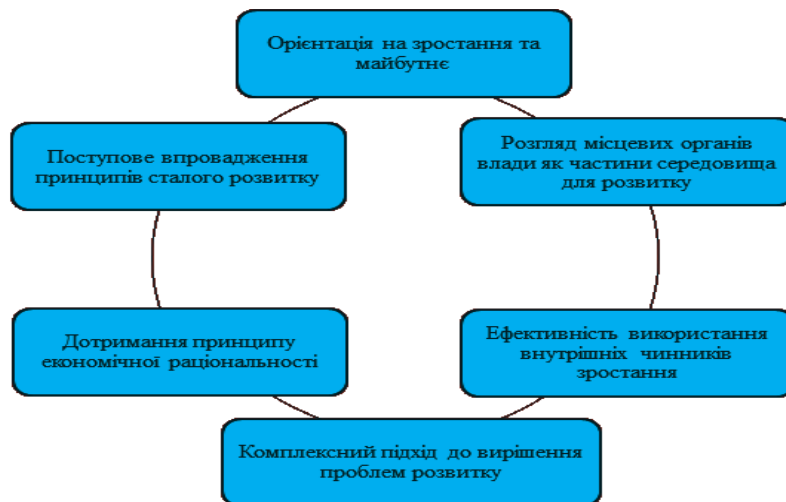 Орієнтація на зростання та
майбутнє
Розгляд місцевих органів
влади як частини середовища
для розвитку
Ефективність використання
внутрішніх чинників
зростання
Комплексний підхід до вирішення
проблем розвитку
Дотримання принципу
економічної раціональності
Поступове впровадження
принципів сталого розвитку